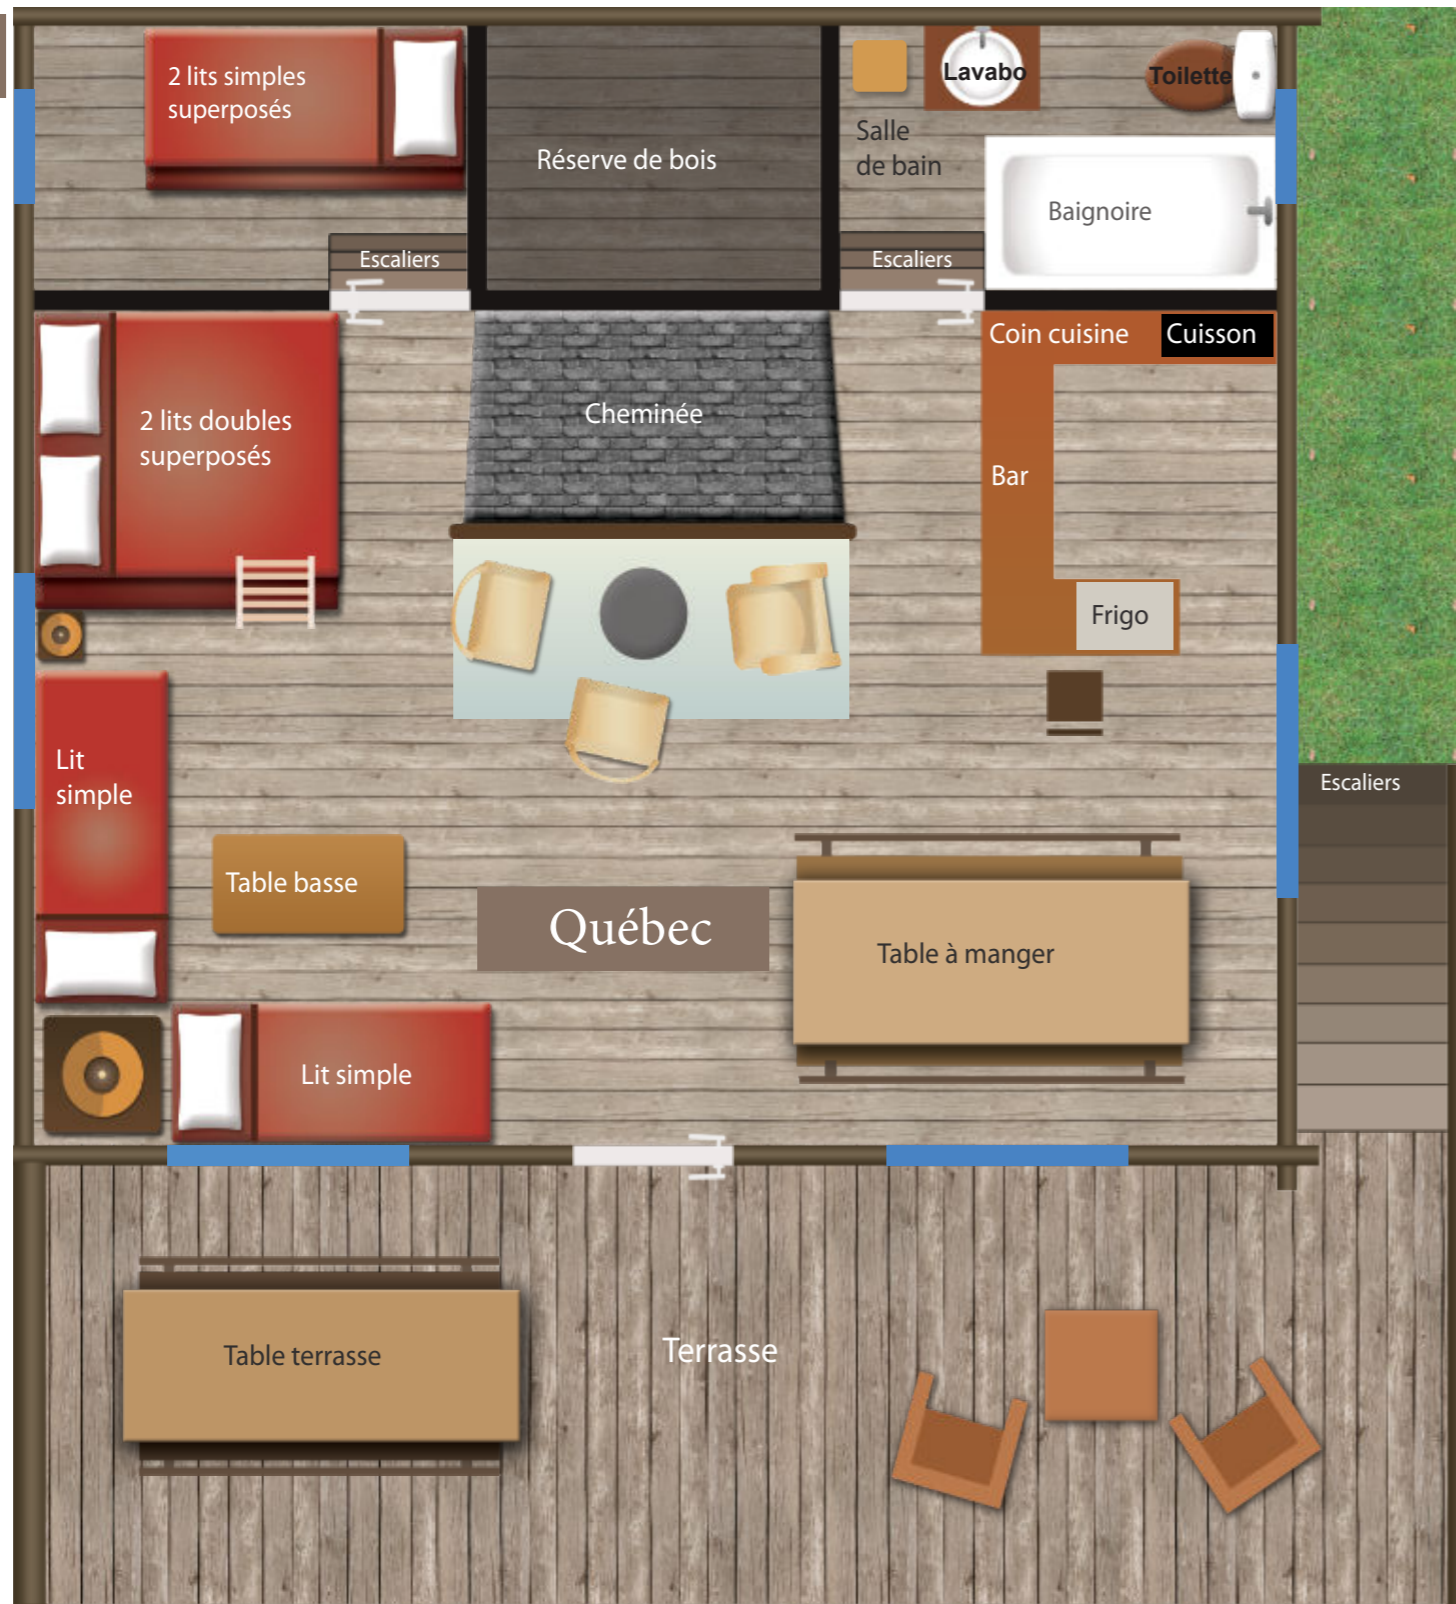 2 lits simples
superposés
Réserve de bois
Lavabo
Toilette
Salle
de bain
Baignoire
Escaliers
Escaliers
Coin cuisine
Cuisson
2 lits doubles
superposés
Cheminée
Bar
Frigo
Lit
simple
Escaliers
Table basse
Québec
Table à manger
Lit simple
Table terrasse
Terrasse